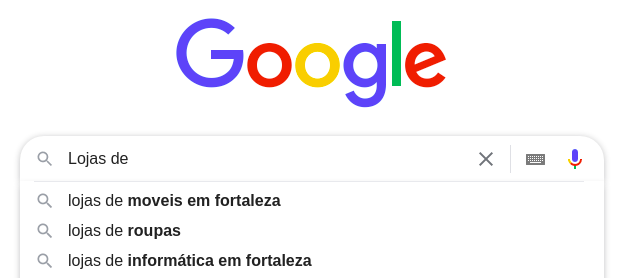 Google
Lojas de
lojas de moveis em fortaleza
lojas de roupas
lojas de informática em fortaleza